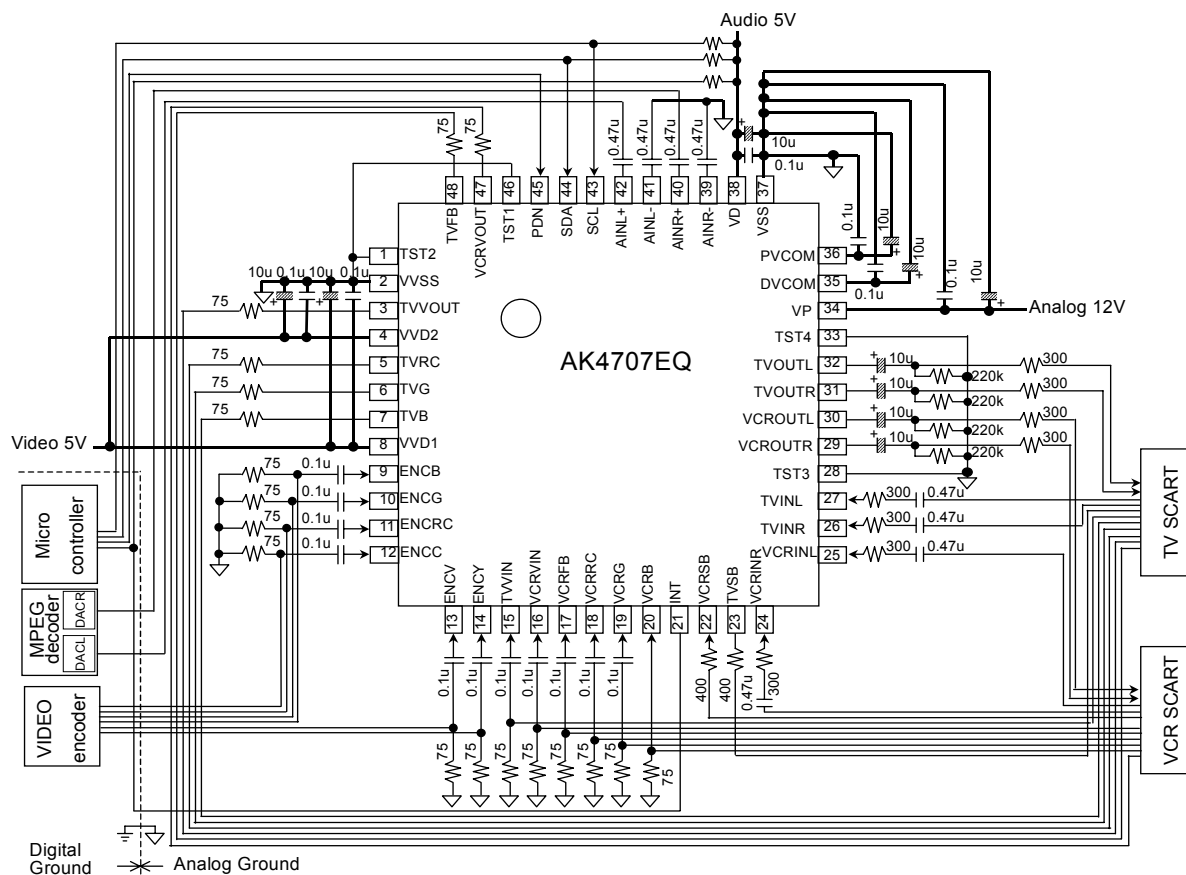 Audio 5V
75
75
0.47u
0.47u
0.47u
0.47u
10u
0.1u
48
47
46
45
44
43
42
41
40
39
38
37
TVFB
VCRVOUT
TST1
PDN
SDA
SCL
AINL+
AINL-
AINR+
AINR-
VD
VSS
0.1u
10u
10u
0.1u
0.1u
10u
1
TST2
10u
0.1u
10u
0.1u
2
VVSS
75
3
TVVOUT
4
VVD2
75
5
TVRC
75
6
TVG
75
7
TVB
Video 5V
8
VVD1
75
0.1u
9
ENCB
75
0.1u
10
ENCG
75
0.1u
11
ENCRC
75
0.1u
12
ENCC
AK4707EQ
PVCOM
36
DVCOM
35
VP
34
Analog 12V
TST4
33
TVOUTL
32
+
10u
220k
300
TVOUTR
31
+
10u
220k
300
VCROUTL
30
+
10u
220k
300
VCROUTR
29
+
10u
220k
300
TST3
28
TVINL
27
300
0.47u
TVINR
26
300
0.47u
VCRINL
25
300
0.47u
ENCV
ENCY
TVVIN
VCRVIN
VCRFB
VCRRC
VCRG
VCRB
INT
VCRSB
TVSB
VCRINR
13
14
15
16
17
18
19
20
21
22
23
24
0.1u
0.1u
0.1u
0.1u
0.1u
0.1u
0.1u
400
400
0.47u
300
75
75
75
75
75
75
75
75
Micro
controller
MPEG
decoder
DACR
DACL
VIDEO
encoder
TV SCART
VCR SCART
Digital
Ground
Analog Ground